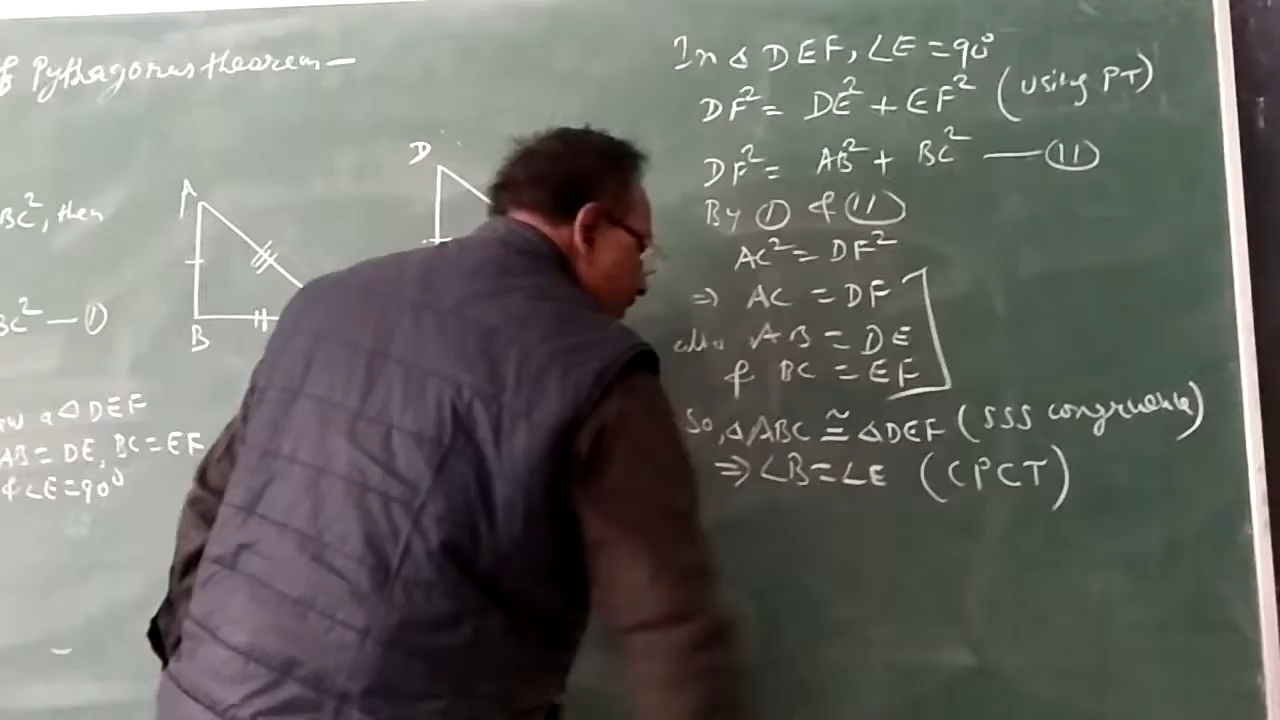 f Pythagorus theorem —
BC², then
BC² — (I)
w a △ DEF
AB = DE, BC = EF
& ∠E = 90°
A
B
D
In △ DEF, ∠E = 90°
DF² = DE² + EF² (using PT)
DF² = AB² + BC² — (II)
By (I) & (II)
AC² = DF²
⇒ AC = DF
also AB = DE
& BC = EF
So, △ABC ≅ △DEF (SSS congruence)
⇒ ∠B = ∠E (CPCT)